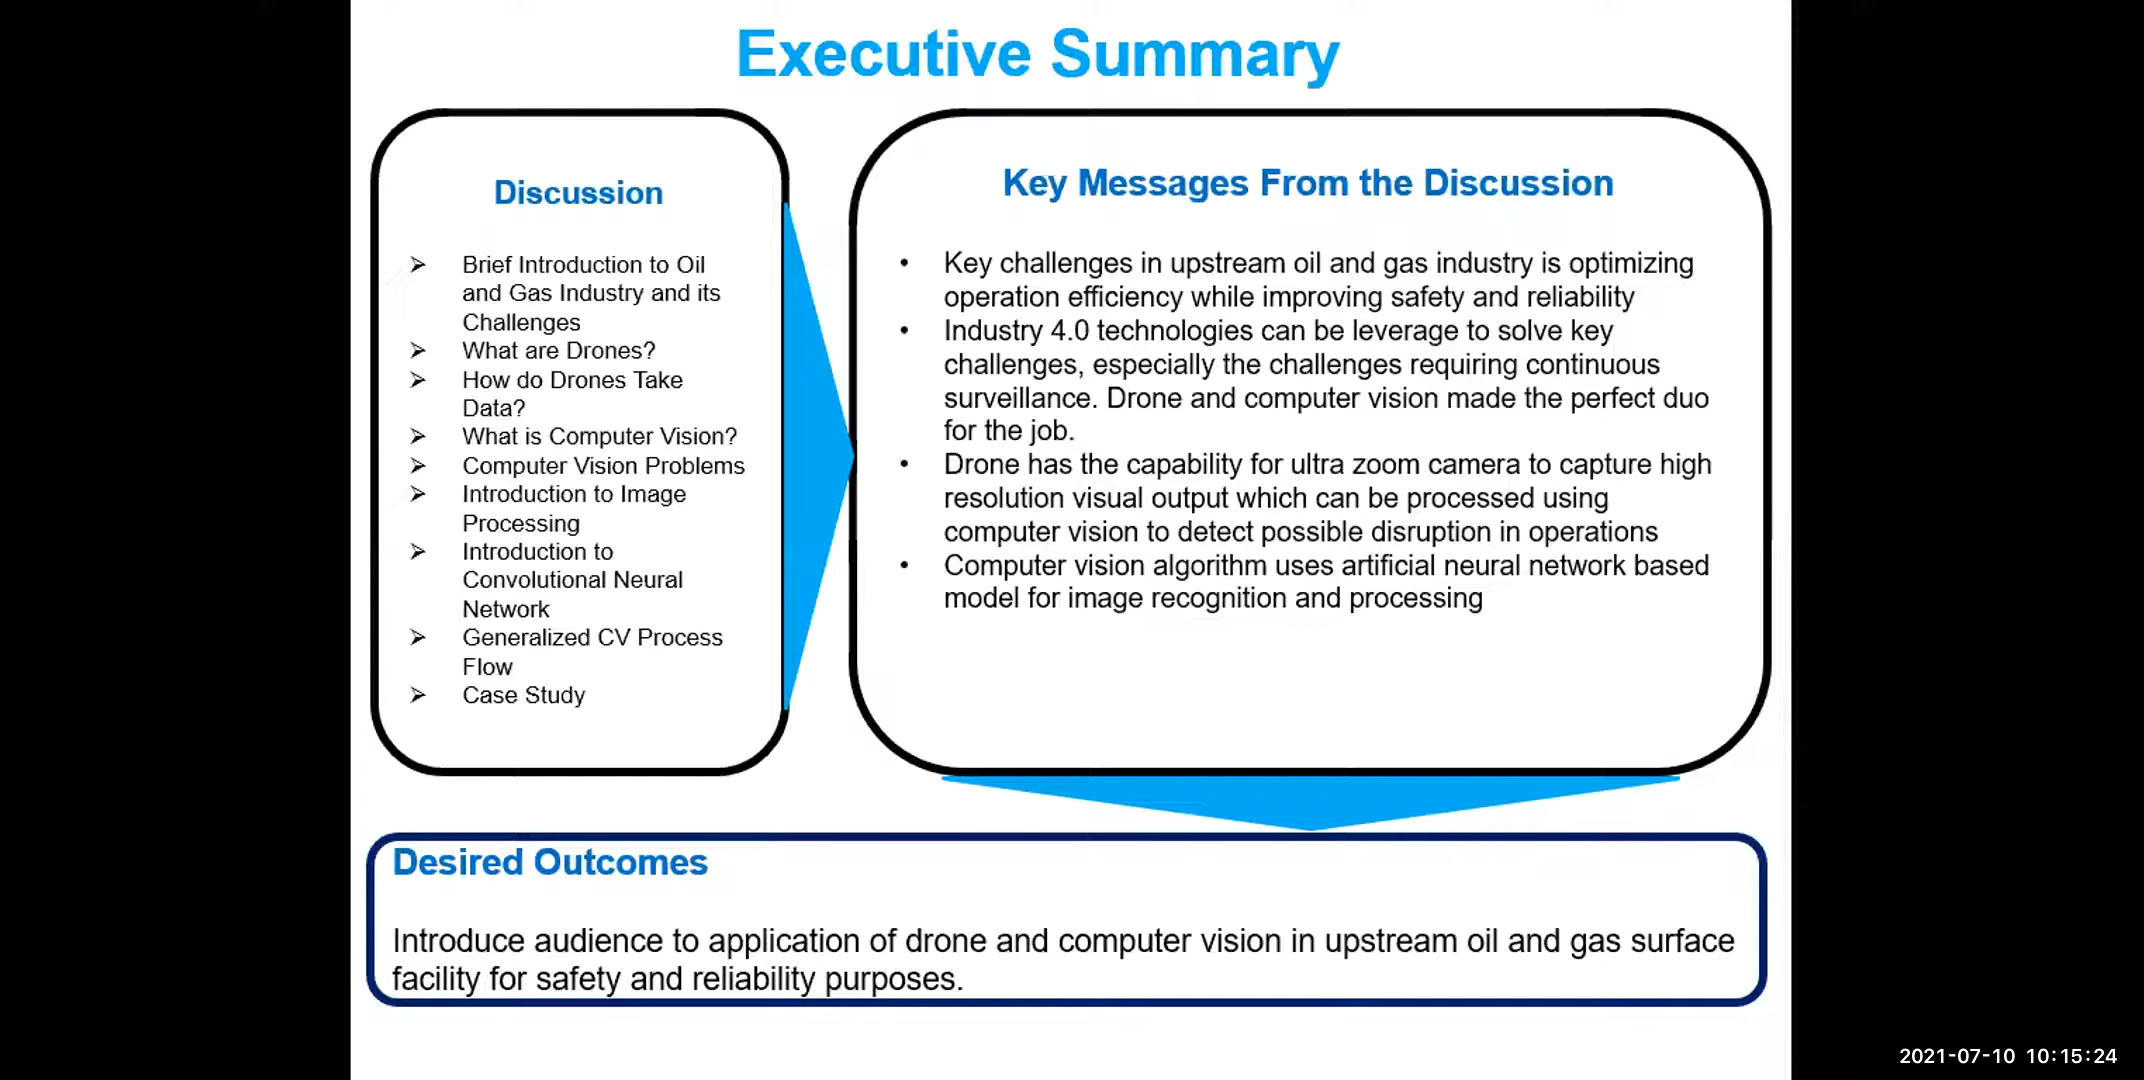 Executive Summary
Discussion
➢ Brief Introduction to Oil
and Gas Industry and its
Challenges
➢ What are Drones?
➢ How do Drones Take
Data?
➢ What is Computer Vision?
➢ Computer Vision Problems
➢ Introduction to Image
Processing
➢ Introduction to
Convolutional Neural
Network
➢ Generalized CV Process
Flow
➢ Case Study
Key Messages From the Discussion
• Key challenges in upstream oil and gas industry is optimizing
operation efficiency while improving safety and reliability
• Industry 4.0 technologies can be leverage to solve key
challenges, especially the challenges requiring continuous
surveillance. Drone and computer vision made the perfect duo
for the job.
• Drone has the capability for ultra zoom camera to capture high
resolution visual output which can be processed using
computer vision to detect possible disruption in operations
• Computer vision algorithm uses artificial neural network based
model for image recognition and processing
Desired Outcomes
Introduce audience to application of drone and computer vision in upstream oil and gas surface
facility for safety and reliability purposes.
2021-07-10 10:15:24